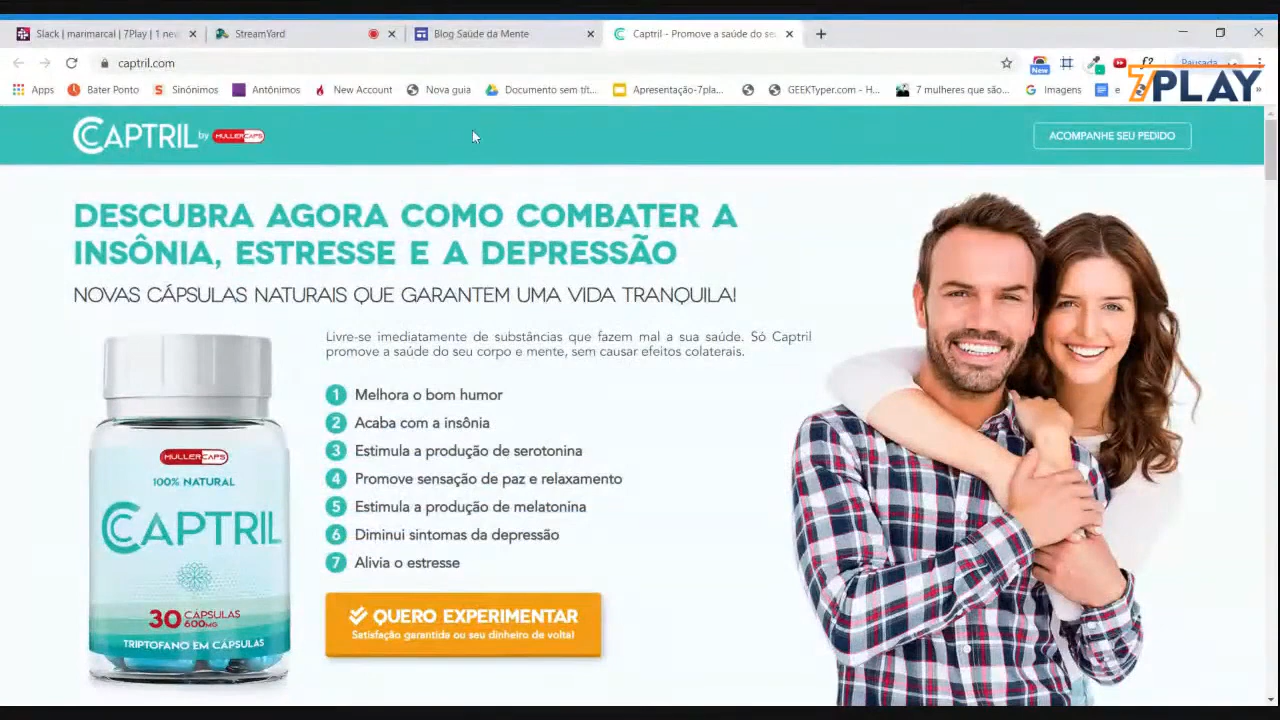 Slack | marimarcal | 7Play | 1 new
StreamYard
Blog Saúde da Mente
Captril - Promove a saúde do se
captril.com
New
f?
Pausada
Apps
Bater Ponto
Sinônimos
Antônimos
New Account
Nova guia
Documento sem tít...
Apresentação-7pla...
GEEKTyper.com - H...
7 mulheres que são...
Imagens
e
»
7PLAY
CAPTRIL by MULLERCAPS
ACOMPANHE SEU PEDIDO
DESCUBRA AGORA COMO COMBATER A
INSÔNIA, ESTRESSE E A DEPRESSÃO
NOVAS CÁPSULAS NATURAIS QUE GARANTEM UMA VIDA TRANQUILA!
Livre-se imediatamente de substâncias que fazem mal a sua saúde. Só Captril
promove a saúde do seu corpo e mente, sem causar efeitos colaterais.
1 Melhora o bom humor
2 Acaba com a insônia
3 Estimula a produção de serotonina
4 Promove sensação de paz e relaxamento
5 Estimula a produção de melatonina
6 Diminui sintomas da depressão
7 Alivia o estresse
QUERO EXPERIMENTAR
Satisfação garantida ou seu dinheiro de volta!
MULLERCAPS
100% NATURAL
CAPTRIL
30 CÁPSULAS
600MG
TRIPTOFANO EM CÁPSULAS